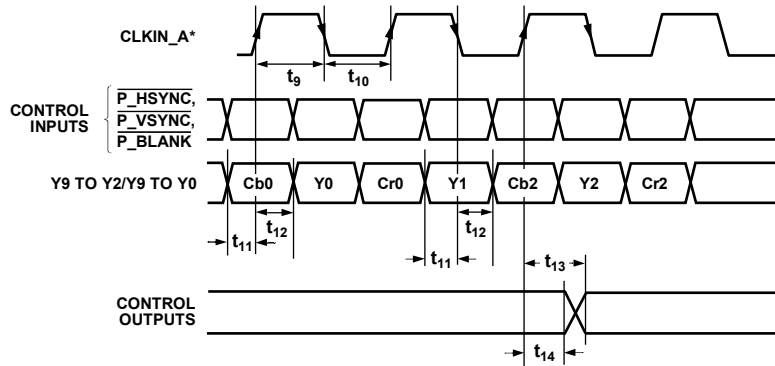 CLKIN_A*
t9
t10
CONTROL
INPUTS
P_HSYNC,
P_VSYNC,
P_BLANK
Y9 TO Y2/Y9 TO Y0
Cb0
Y0
Cr0
Y1
Cb2
Y2
Cr2
t11
t12
t11
t12
t13
CONTROL
OUTPUTS
t14